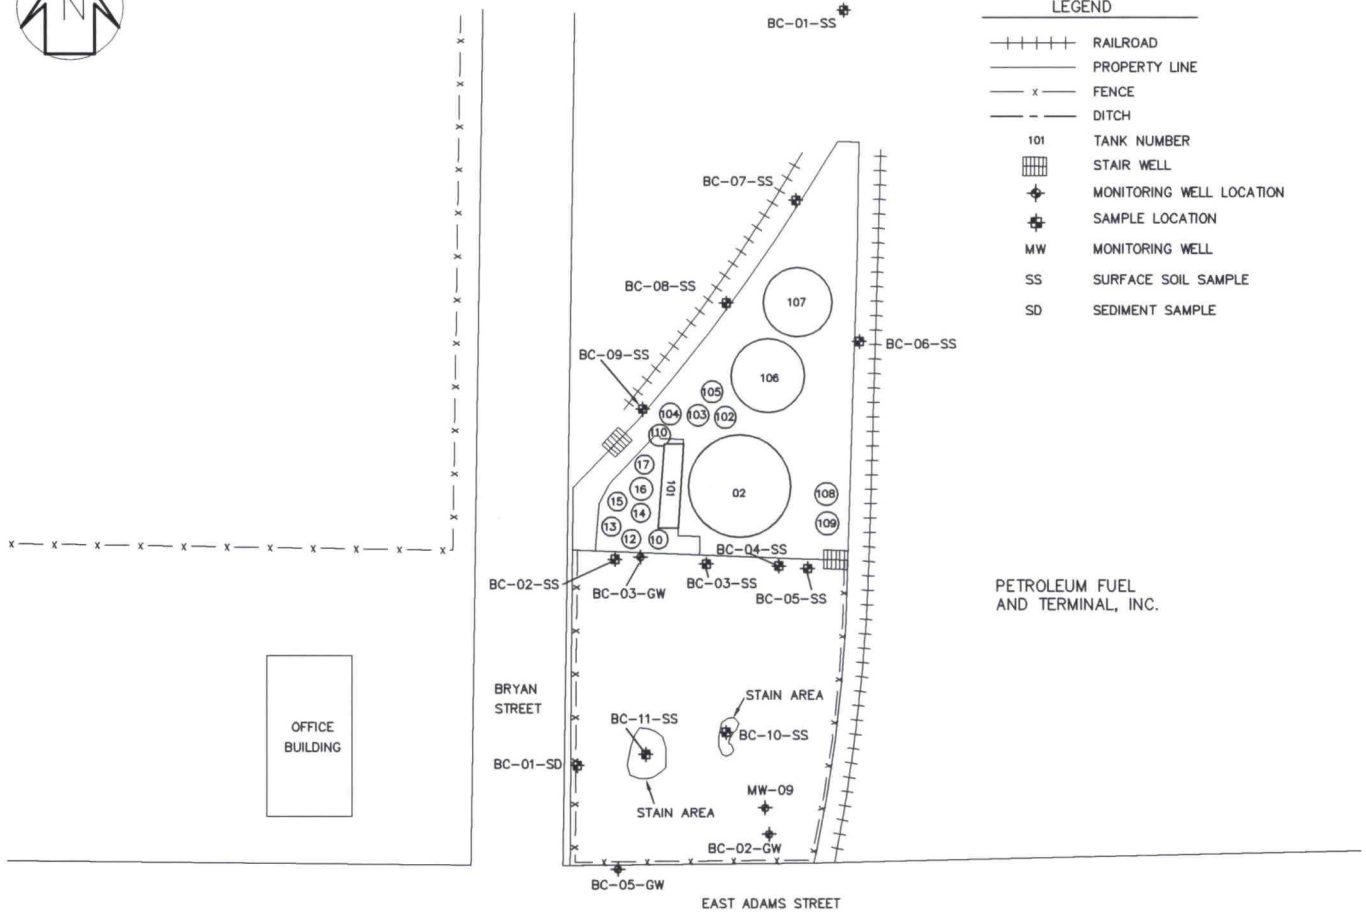 N
BC-01-SS
LEGEND
RAILROAD
PROPERTY LINE
x FENCE
DITCH
101 TANK NUMBER
STAIR WELL
MONITORING WELL LOCATION
SAMPLE LOCATION
MW MONITORING WELL
SS SURFACE SOIL SAMPLE
SD SEDIMENT SAMPLE
BC-07-SS
BC-08-SS
107
BC-06-SS
BC-09-SS
106
105
104
103
102
110
17
101
16
02
108
15
14
13
109
12
10
BC-04-SS
BC-02-SS
BC-03-GW
BC-03-SS
BC-05-SS
PETROLEUM FUEL
AND TERMINAL, INC.
BRYAN
STREET
STAIN AREA
OFFICE
BUILDING
BC-11-SS
BC-10-SS
BC-01-SD
MW-09
STAIN AREA
BC-02-GW
BC-05-GW
EAST ADAMS STREET